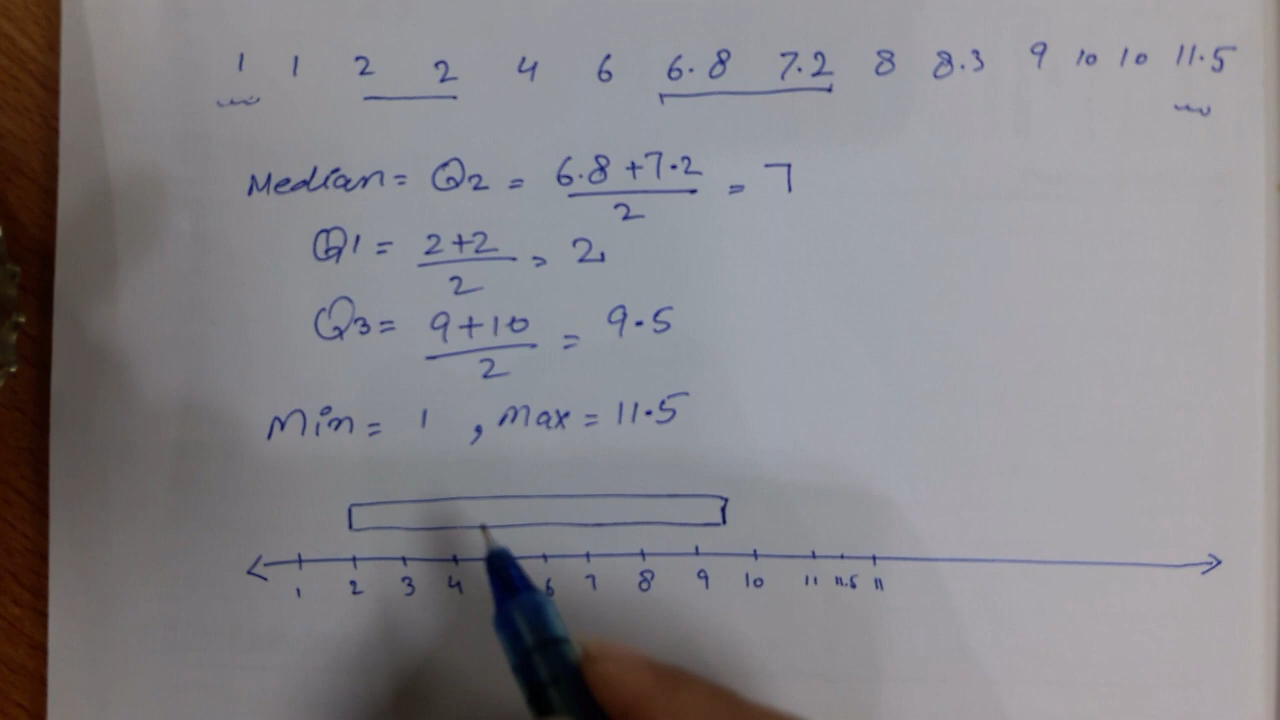 1 1 2 2 4 6 6.8 7.2 8 8.3 9 10 10 11.5
Median = Q2 = 6.8+7.2/2 = 7
Q1 = 2+2/2 = 2
Q3 = 9+10/2 = 9.5
Min = 1 , Max = 11.5
1 2 3 4 6 7 8 9 10 11 11.5 11